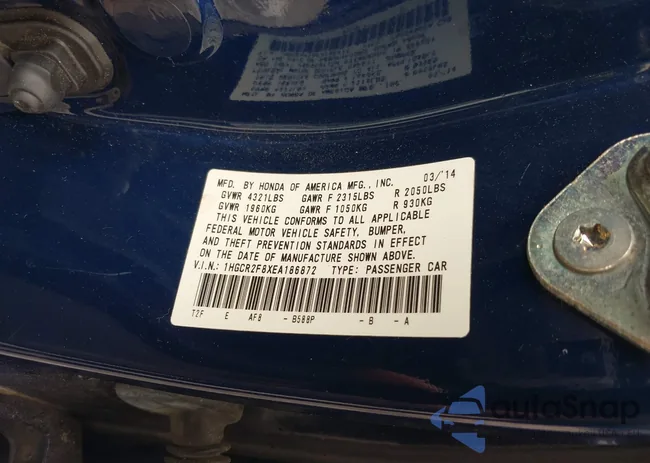 MFD. BY HONDA OF AMERICA MFG., INC. 03/'14
GVWR 4321LBS GAWR F 2315LBS R 2050LBS
GVWR 1960KG GAWR F 1050KG R 930KG
THIS VEHICLE CONFORMS TO ALL APPLICABLE
FEDERAL MOTOR VEHICLE SAFETY, BUMPER,
AND THEFT PREVENTION STANDARDS IN EFFECT
ON THE DATE OF MANUFACTURE SHOWN ABOVE.
V.I.N.: 1HGCR2F8XEA186872 TYPE: PASSENGER CAR
T2F E AF8 - B588P - B - A